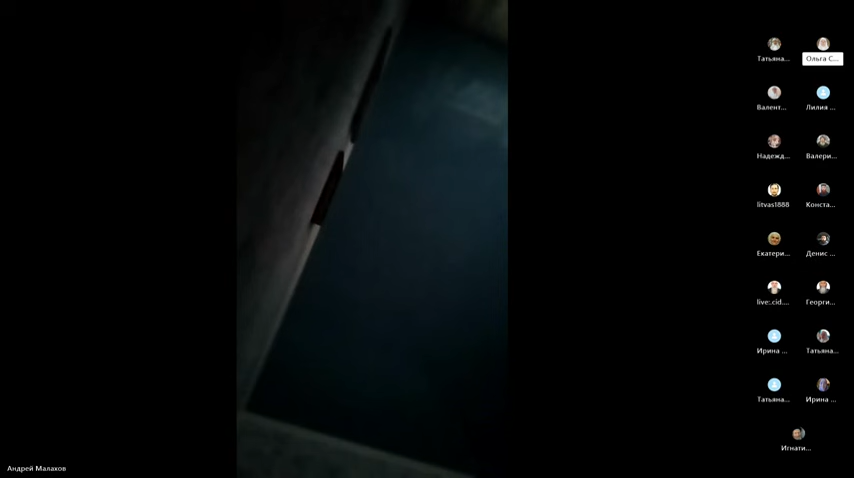 Татьяна...
Ольга С...
Валент...
Лилия ...
Надежд...
Валери...
litvas1888
Конста...
Екатери...
Денис ...
live:.cid....
Георги...
Ирина ...
Татьяна...
Татьяна...
Ирина ...
Игнати...
Андрей Малахов